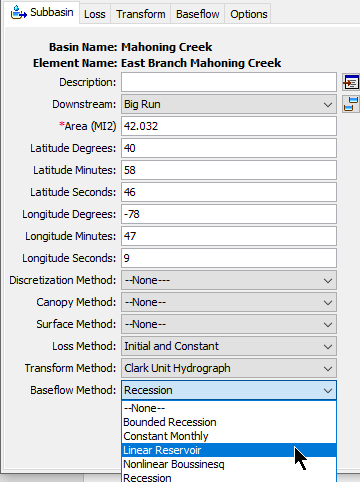 Subbasin Loss Transform Baseflow Options
Basin Name: Mahoning Creek
Element Name: East Branch Mahoning Creek
Description:
Downstream: Big Run
*Area (MI2) 42.032
Latitude Degrees: 40
Latitude Minutes: 58
Latitude Seconds: 46
Longitude Degrees: -78
Longitude Minutes: 47
Longitude Seconds: 9
Discretization Method: --None---
Canopy Method: --None--
Surface Method: --None--
Loss Method: Initial and Constant
Transform Method: Clark Unit Hydrograph
Baseflow Method: Recession
--None--
Bounded Recession
Constant Monthly
Linear Reservoir
Nonlinear Boussinesq
Recession